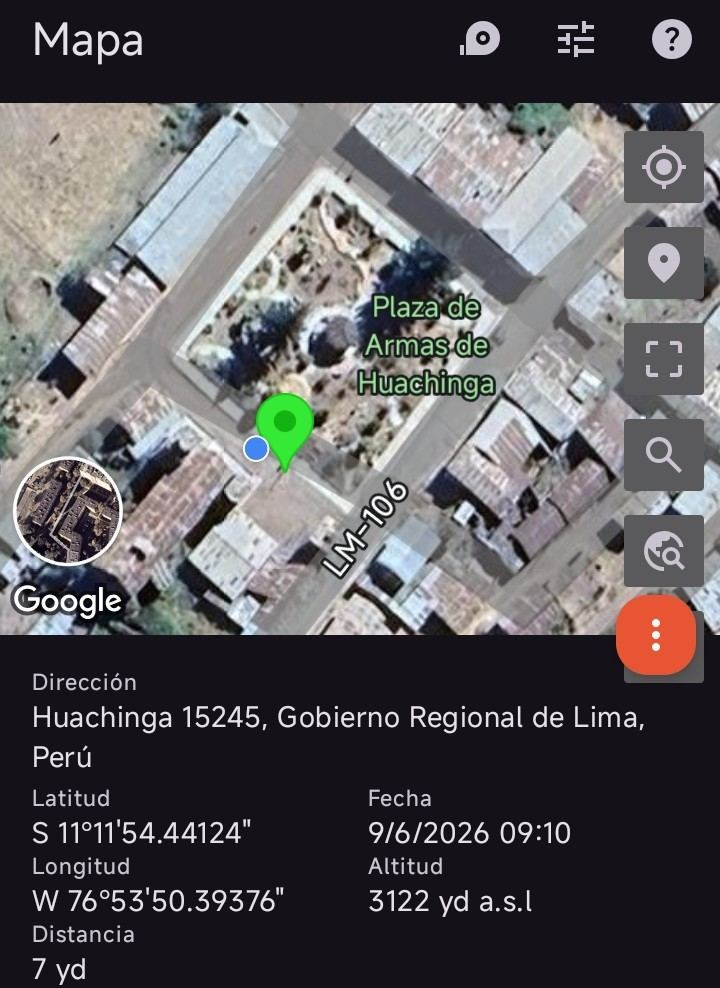 Mapa
Plaza de
Armas de
Huachinga
LM-106
Google
Dirección
Huachinga 15245, Gobierno Regional de Lima,
Perú
Latitud
Fecha
S 11°11'54.44124"
9/6/2026 09:10
Longitud
Altitud
W 76°53'50.39376"
3122 yd a.s.l
Distancia
7 yd